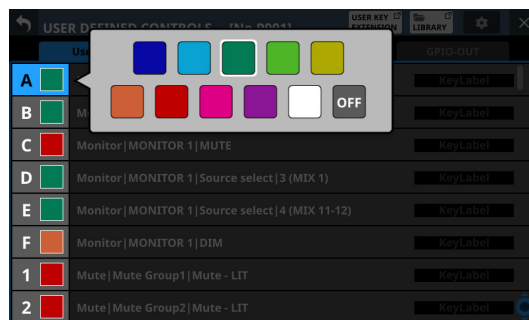 USER DEFINED CONTROLS [No.P001]
USER KEY EXTENSION
LIBRARY
GPIO-OUT
A
OFF
KeyLabel
B
KeyLabel
C Monitor|MONITOR 1|MUTE KeyLabel
D Monitor|MONITOR 1|Source select|3 (MIX 1) KeyLabel
E Monitor|MONITOR 1|Source select|4 (MIX 11-12) KeyLabel
F Monitor|MONITOR 1|DIM KeyLabel
1 Mute|Mute Group1|Mute - LIT KeyLabel
2 Mute|Mute Group2|Mute - LIT KeyLabel